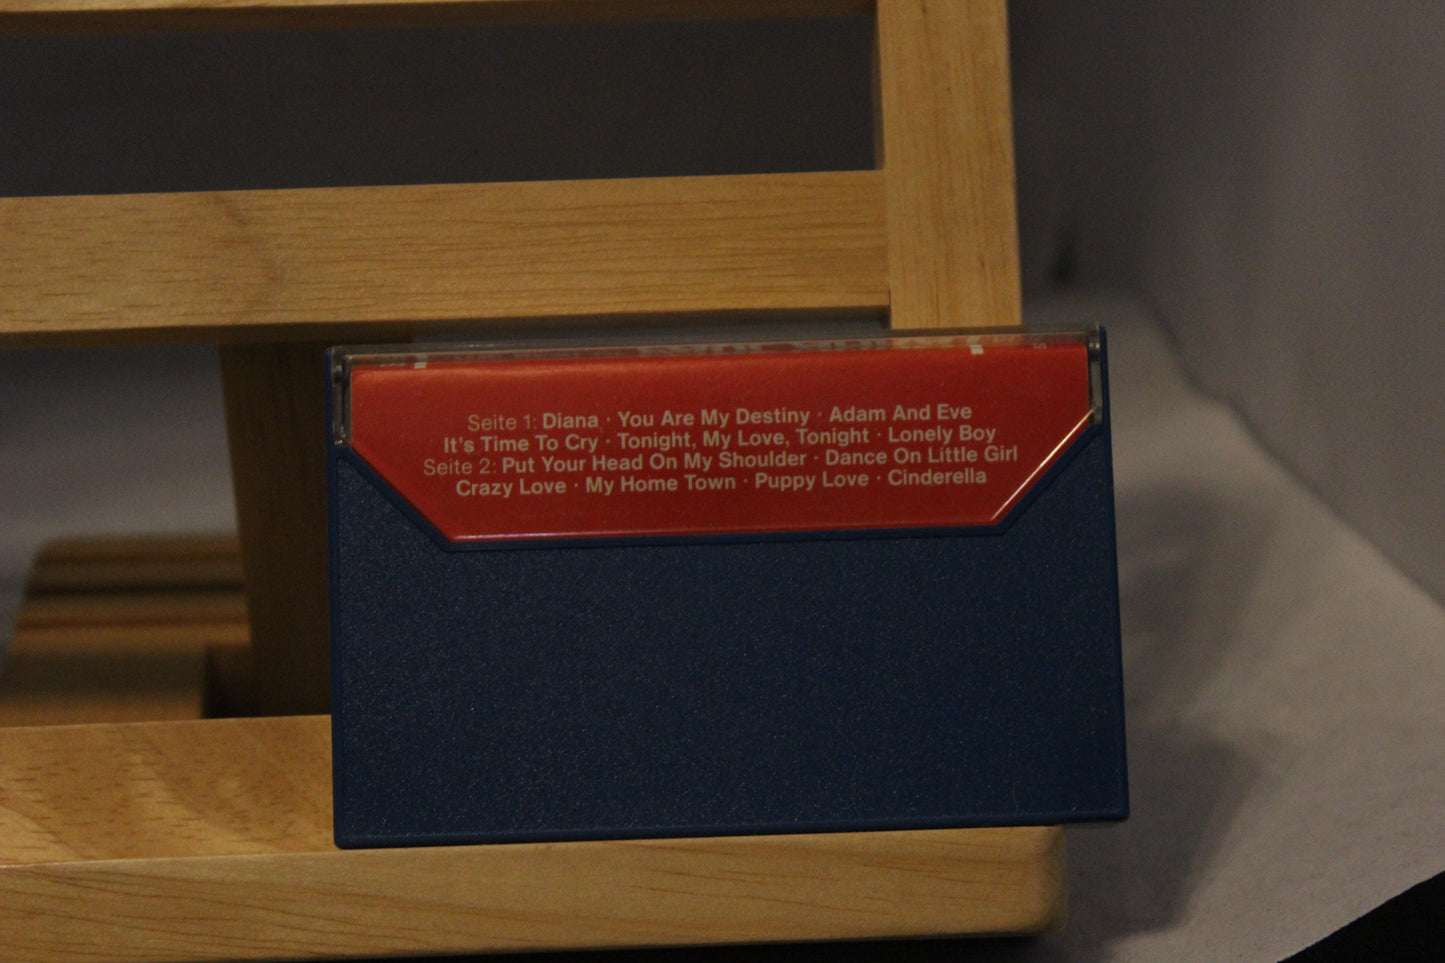 Seite 1: Diana · You Are My Destiny · Adam And Eve
It's Time To Cry · Tonight, My Love, Tonight · Lonely Boy
Seite 2: Put Your Head On My Shoulder · Dance On Little Girl
Crazy Love · My Home Town · Puppy Love · Cinderella